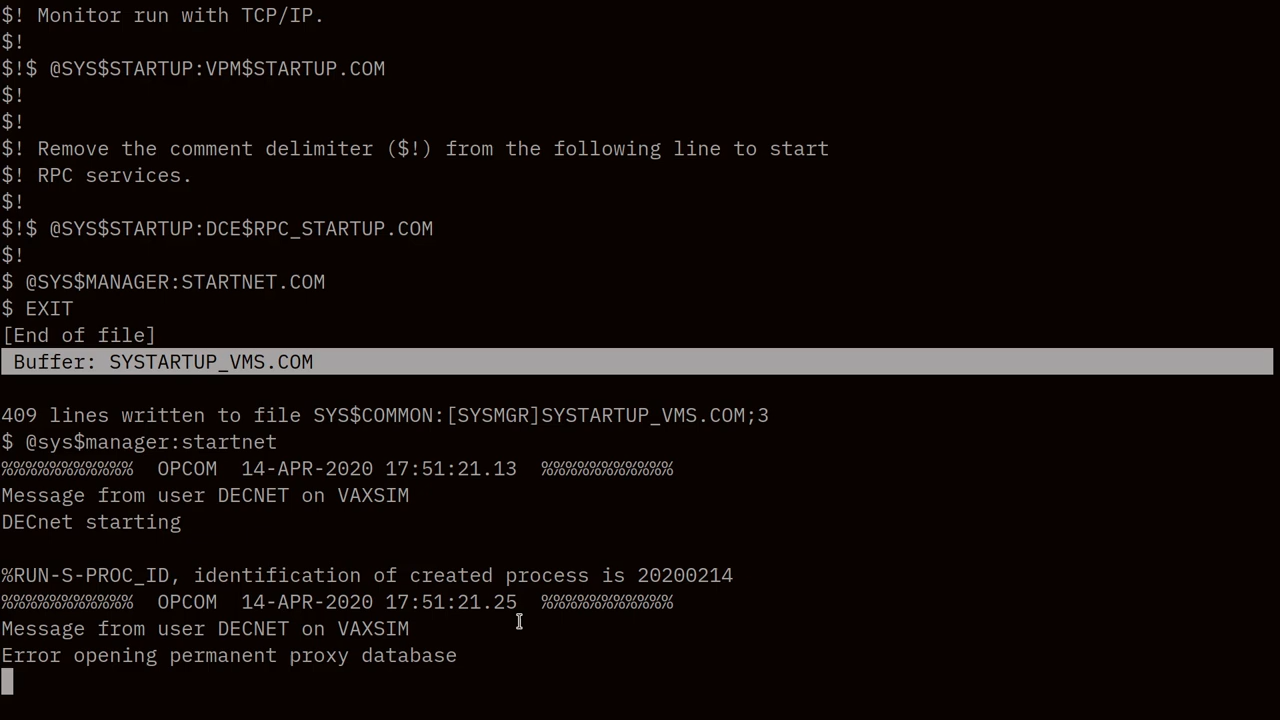 $! Monitor run with TCP/IP.
$!
$!$ @SYS$STARTUP:VPM$STARTUP.COM
$!
$!
$! Remove the comment delimiter ($!) from the following line to start
$! RPC services.
$!
$!$ @SYS$STARTUP:DCE$RPC_STARTUP.COM
$!
$ @SYS$MANAGER:STARTNET.COM
$ EXIT
[End of file]
Buffer: SYSTARTUP_VMS.COM
409 lines written to file SYS$COMMON:[SYSMGR]SYSTARTUP_VMS.COM;3
$ @sys$manager:startnet
%%%%%%%%%%%  OPCOM  14-APR-2020 17:51:21.13  %%%%%%%%%%%
Message from user DECNET on VAXSIM
DECnet starting
%RUN-S-PROC_ID, identification of created process is 20200214
%%%%%%%%%%%  OPCOM  14-APR-2020 17:51:21.25  %%%%%%%%%%%
Message from user DECNET on VAXSIM
Error opening permanent proxy database